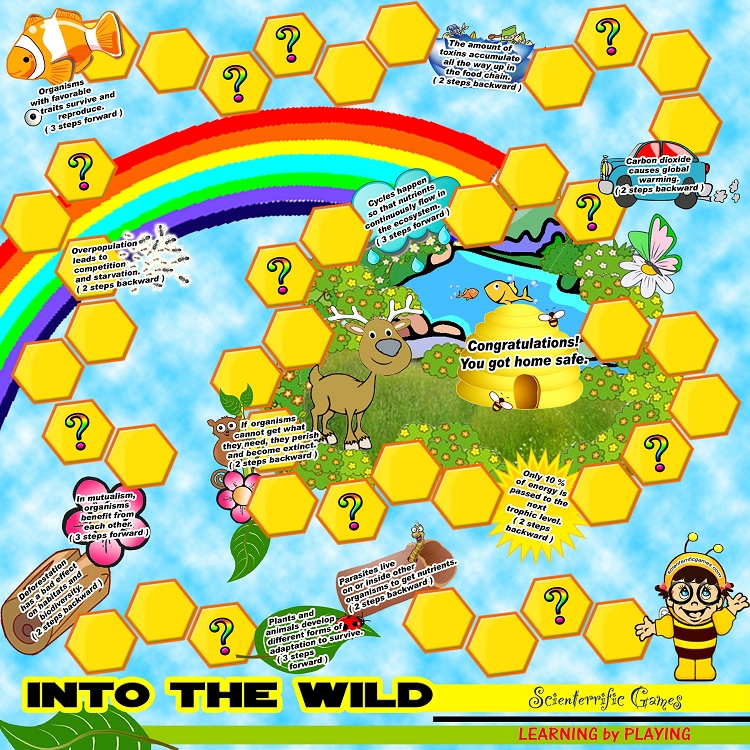 ?
?
?
The amount of
toxins accumulate
all the way up in
the food chain.
( 2 steps backward )
Organisms
with favorable
traits survive and
reproduce.
( 3 steps forward )
?
Carbon dioxide
causes global
warming.
( 2 steps backward )
Cycles happen
so that nutrients
continuously flow in
the ecosystem.
( 3 steps forward )
?
Overpopulation
leads to
competition
and starvation.
( 2 steps backward )
?
Congratulations!
You got home safe.
?
If organisms
cannot get what
they need, they perish
and become extinct.
( 2 steps backward )
?
Only 10 %
of energy is
passed to the
next
trophic level.
( 2 steps
backward )
In mutualism,
organisms
benefit from
each other.
( 3 steps forward )
?
Deforestation
has a bad effect
on habitats and
biodiversity.
( 2 steps backward )
Parasites live
on or inside other
organisms to get nutrients.
( 2 steps backward )
scienterrificgames.com
?
Plants and
animals develop
different forms of
adaptation to survive.
( 3 steps
forward )
?
INTO THE WILD
Scienterrific Games
LEARNING by PLAYING